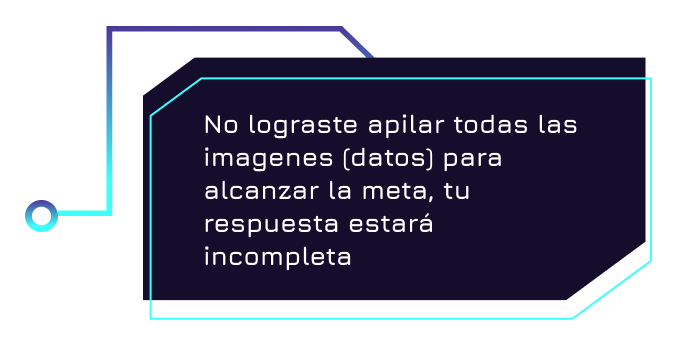 No lograste apilar todas las
imagenes (datos) para
alcanzar la meta, tu
respuesta estará
incompleta